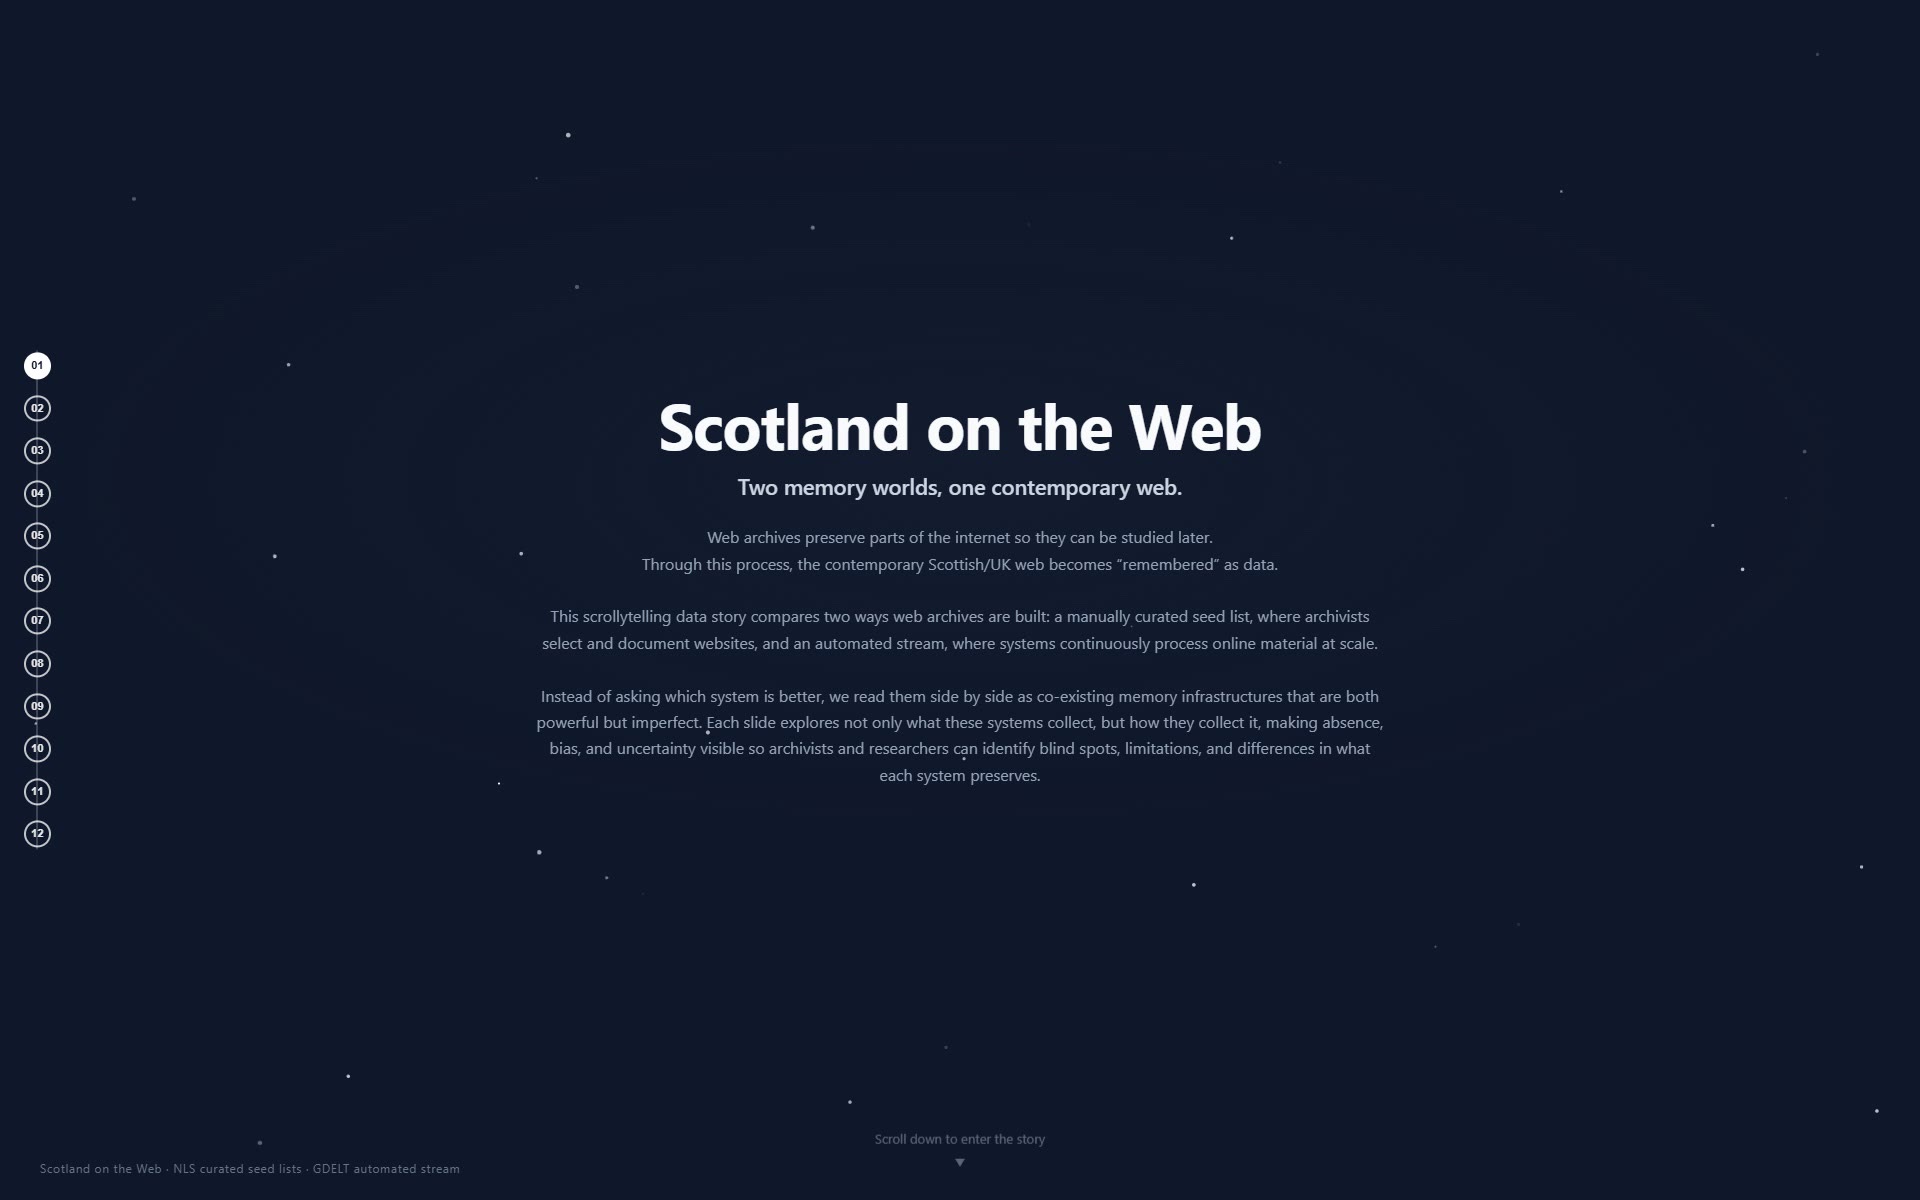 Scotland on the Web
Two memory worlds, one contemporary web.
Web archives preserve parts of the internet so they can be studied later.
Through this process, the contemporary Scottish/UK web becomes "remembered" as data.
This scrollytelling data story compares two ways web archives are built: a manually curated seed list, where archivists
select and document websites, and an automated stream, where systems continuously process online material at scale.
Instead of asking which system is better, we read them side by side as co-existing memory infrastructures that are both
powerful but imperfect. Each slide explores not only what these systems collect, but how they collect it, making absence,
bias, and uncertainty visible so archivists and researchers can identify blind spots, limitations, and differences in what
each system preserves.
01
02
03
04
05
06
07
08
09
10
11
12
Scroll down to enter the story
Scotland on the Web · NLS curated seed lists · GDELT automated stream